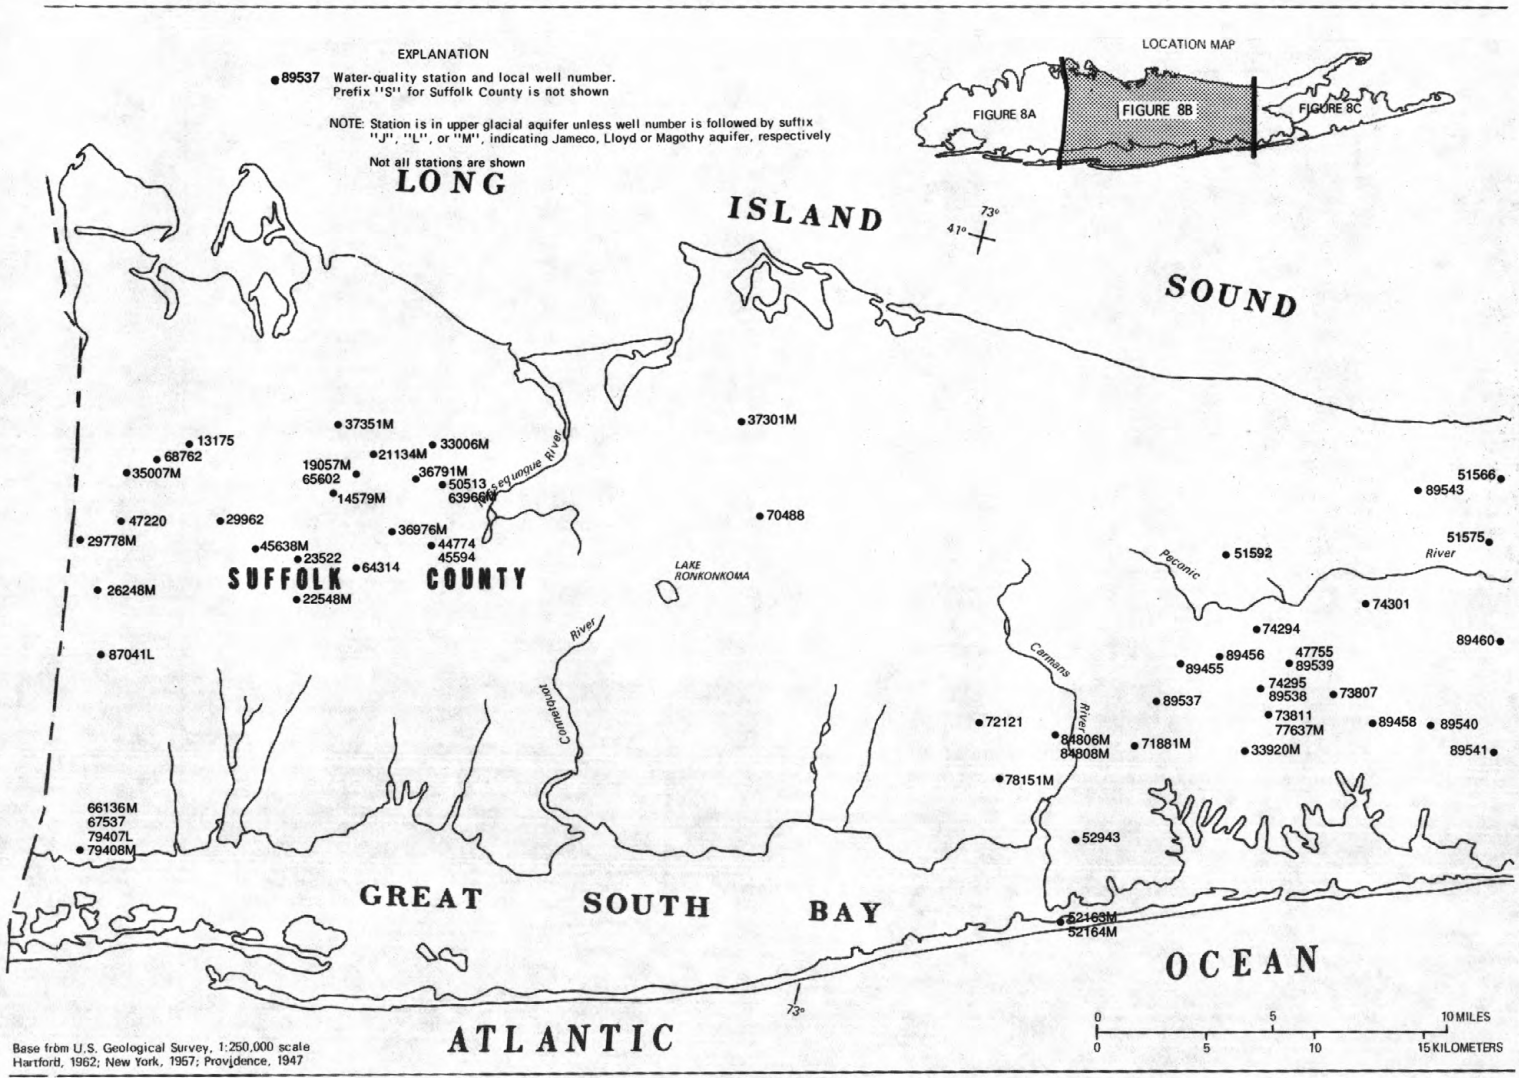 EXPLANATION
89537 Water-quality station and local well number.
Prefix "S" for Suffolk County is not shown
NOTE: Station is in upper glacial aquifer unless well number is followed by suffix
"J", "L", or "M", indicating Jameco, Lloyd or Magothy aquifer, respectively
Not all stations are shown
LOCATION MAP
FIGURE 8A
FIGURE 8B
FIGURE 8C
LONG
ISLAND
SOUND
73°
41°
37351M
37301M
13175
68762
35007M
33006M
21134M
19057M
65602
14579M
36791M
50513
63966M
River
51566
89543
47220
29962
29778M
36976M
44774
45594
45638M
23522
64314
70488
51575
51592
Peconic
River
SUFFOLK COUNTY
LAKE
RONKONKOMA
26248M
22548M
74301
River
74294
89460
87041L
Carmans
89455
89456
47755
89539
74295
89538
73807
Connetquot
89537
72121
River
84806M
84808M
71881M
73811
77637M
33920M
89458
89540
89541
78151M
66136M
67537
79407L
79408M
52943
GREAT SOUTH BAY
52163M
52164M
OCEAN
73°
ATLANTIC
0 5 10 MILES
0 5 10 15 KILOMETERS
Base from U.S. Geological Survey, 1:250,000 scale
Hartford, 1962; New York, 1957; Providence, 1947